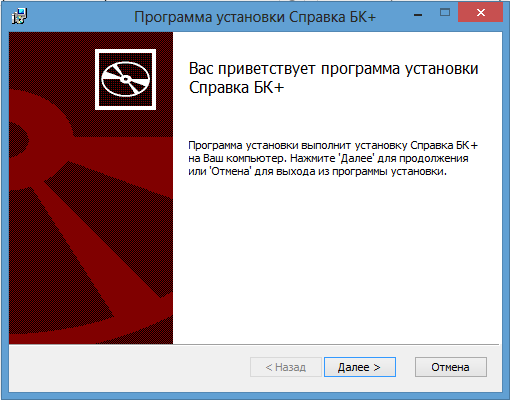 Программа установки Справка БК+
Вас приветствует программа установки
Справка БК+
Программа установки выполнит установку Справка БК+
на Ваш компьютер. Нажмите 'Далее' для продолжения
или 'Отмена' для выхода из программы установки.
< Назад
Далее >
Отмена